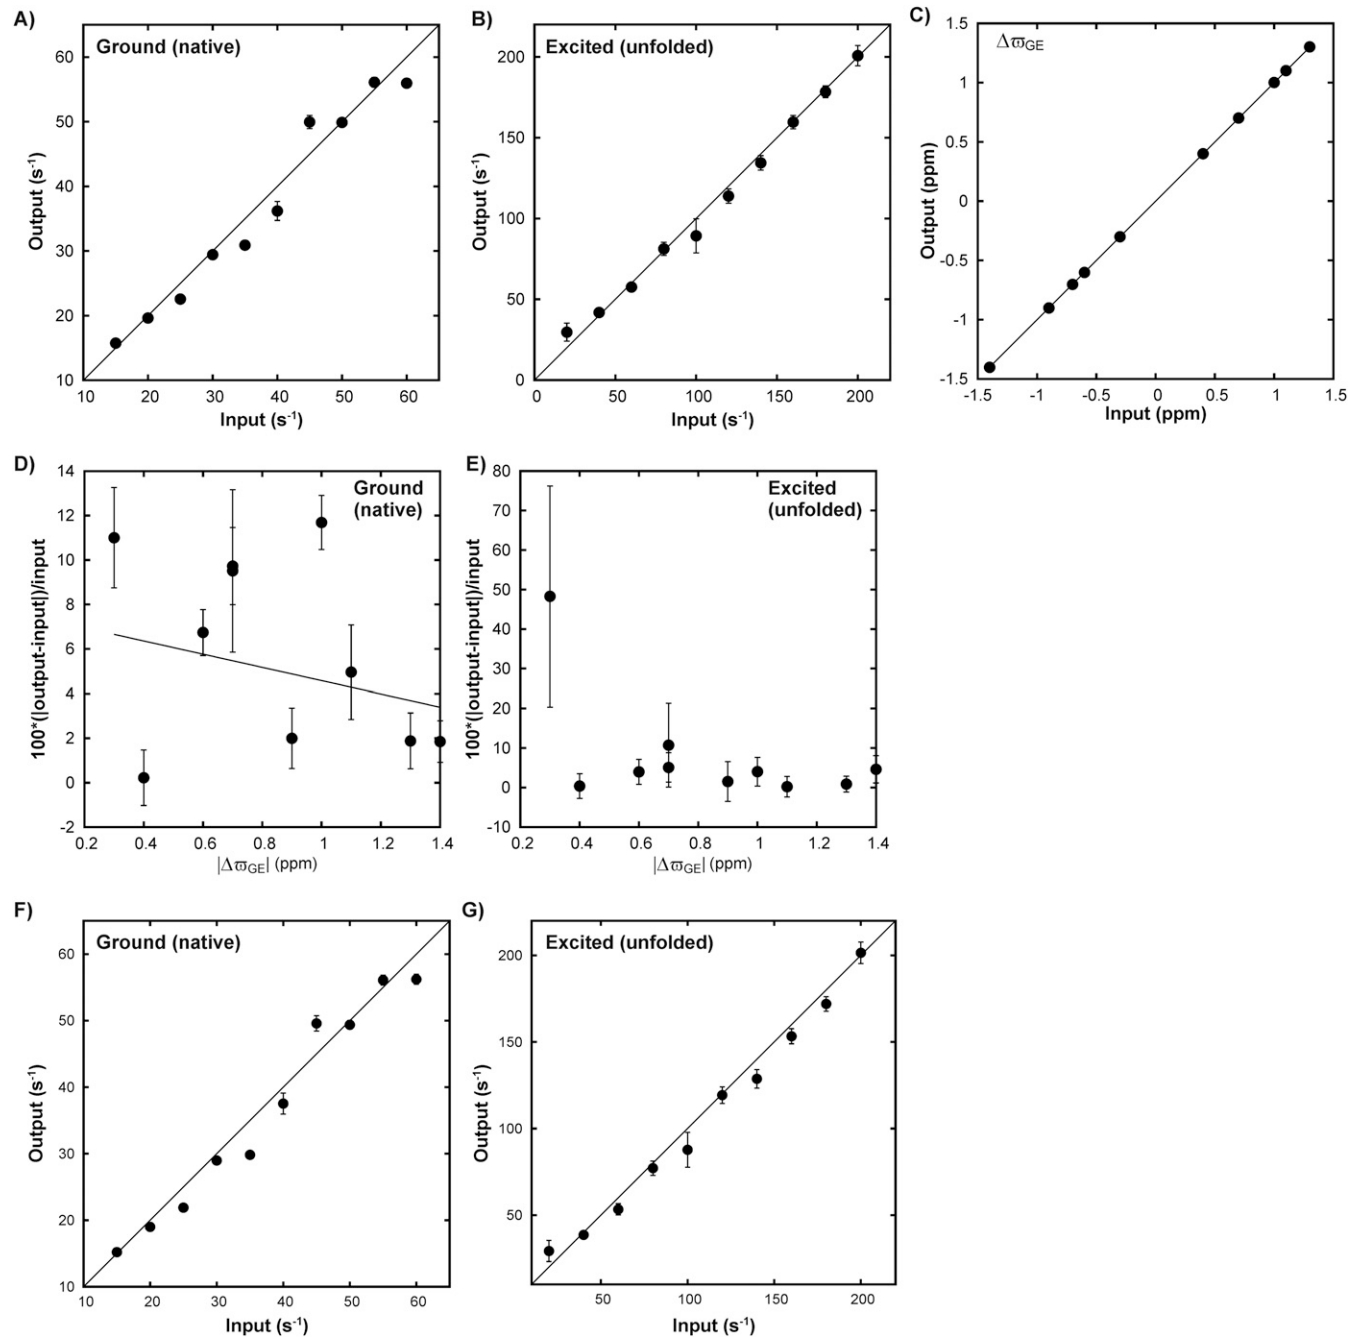 A)
Ground (native)
60
50
40
30
20
10
10 20 30 40 50 60
Output (s⁻¹)
Input (s⁻¹)
B)
Excited (unfolded)
200
150
100
50
0
0 50 100 150 200
Output (s⁻¹)
Input (s⁻¹)
C)
Δϖ_GE
1.5
1
0.5
0
-0.5
-1
-1.5
-1.5 -1 -0.5 0 0.5 1 1.5
Output (ppm)
Input (ppm)
D)
Ground
(native)
14
12
10
8
6
4
2
0
-2
0.2 0.4 0.6 0.8 1 1.2 1.4
100*(|output-input|)/input
|Δϖ_GE| (ppm)
E)
Excited
(unfolded)
80
70
60
50
40
30
20
10
0
-10
0.2 0.4 0.6 0.8 1 1.2 1.4
100*(|output-input|)/input
|Δϖ_GE| (ppm)
F)
Ground (native)
60
50
40
30
20
10
10 20 30 40 50 60
Output (s⁻¹)
Input (s⁻¹)
G)
Excited (unfolded)
200
150
100
50
50 100 150 200
Output (s⁻¹)
Input (s⁻¹)